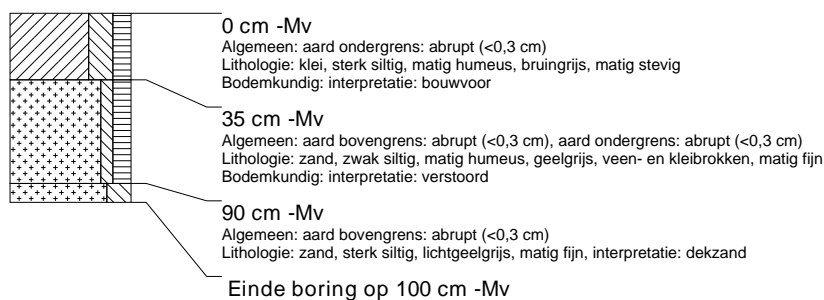 0 cm -Mv
Algemeen: aard ondergrens: abrupt (<0,3 cm)
Lithologie: klei, sterk siltig, matig humeus, bruingrijs, matig stevig
Bodemkundig: interpretatie: bouwvoor
35 cm -Mv
Algemeen: aard bovengrens: abrupt (<0,3 cm), aard ondergrens: abrupt (<0,3 cm)
Lithologie: zand, zwak siltig, matig humeus, geelgrijs, veen- en kleibrokken, matig fijn
Bodemkundig: interpretatie: verstoord
90 cm -Mv
Algemeen: aard bovengrens: abrupt (<0,3 cm)
Lithologie: zand, sterk siltig, lichtgeelgrijs, matig fijn, interpretatie: dekzand
Einde boring op 100 cm -Mv